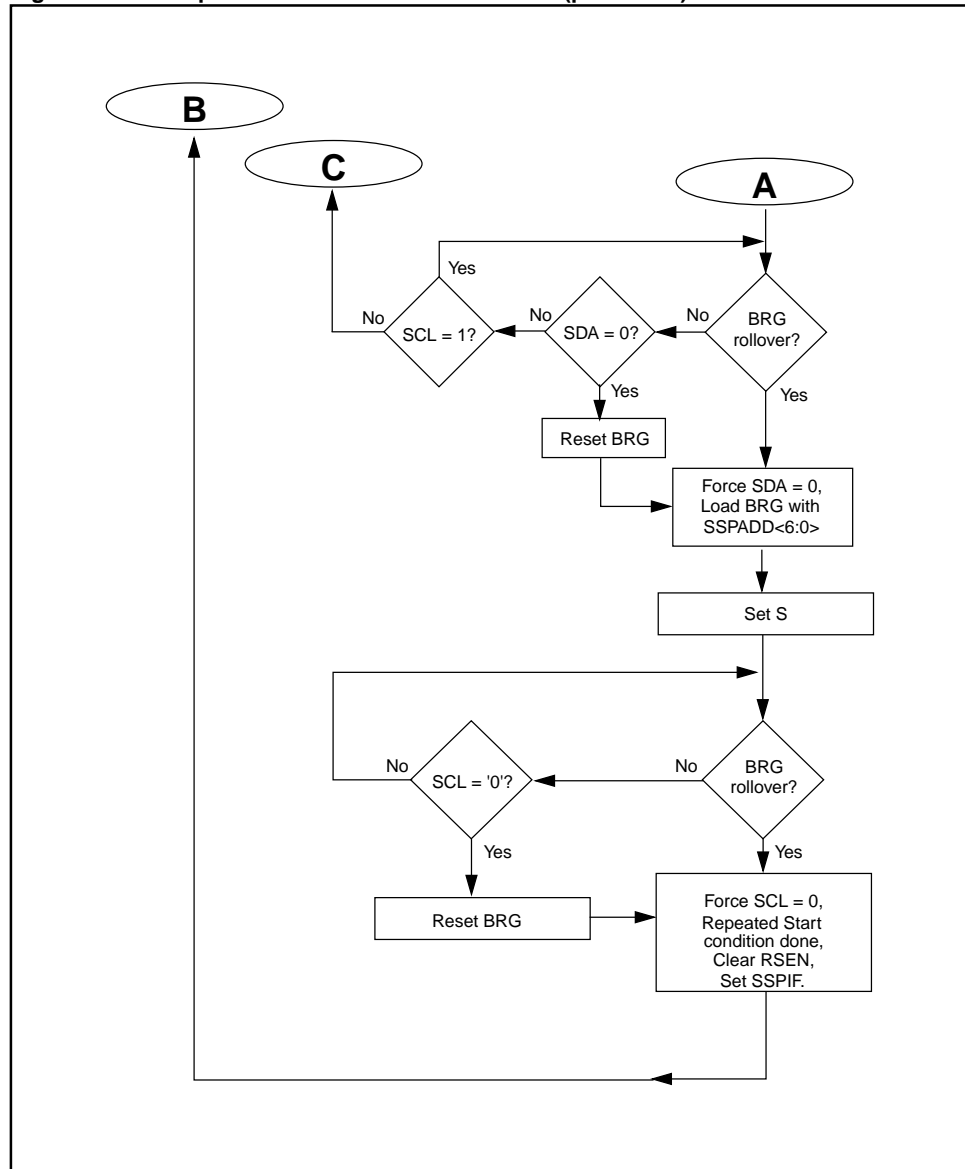 B
C
A
Yes
No
SCL = 1?
No
SDA = 0?
No
BRG
rollover?
Yes
Yes
Reset BRG
Force SDA = 0,
Load BRG with
SSPADD<6:0>
Set S
No
SCL = '0'?
No
BRG
rollover?
Yes
Yes
Reset BRG
Force SCL = 0,
Repeated Start
condition done,
Clear RSEN,
Set SSPIF.